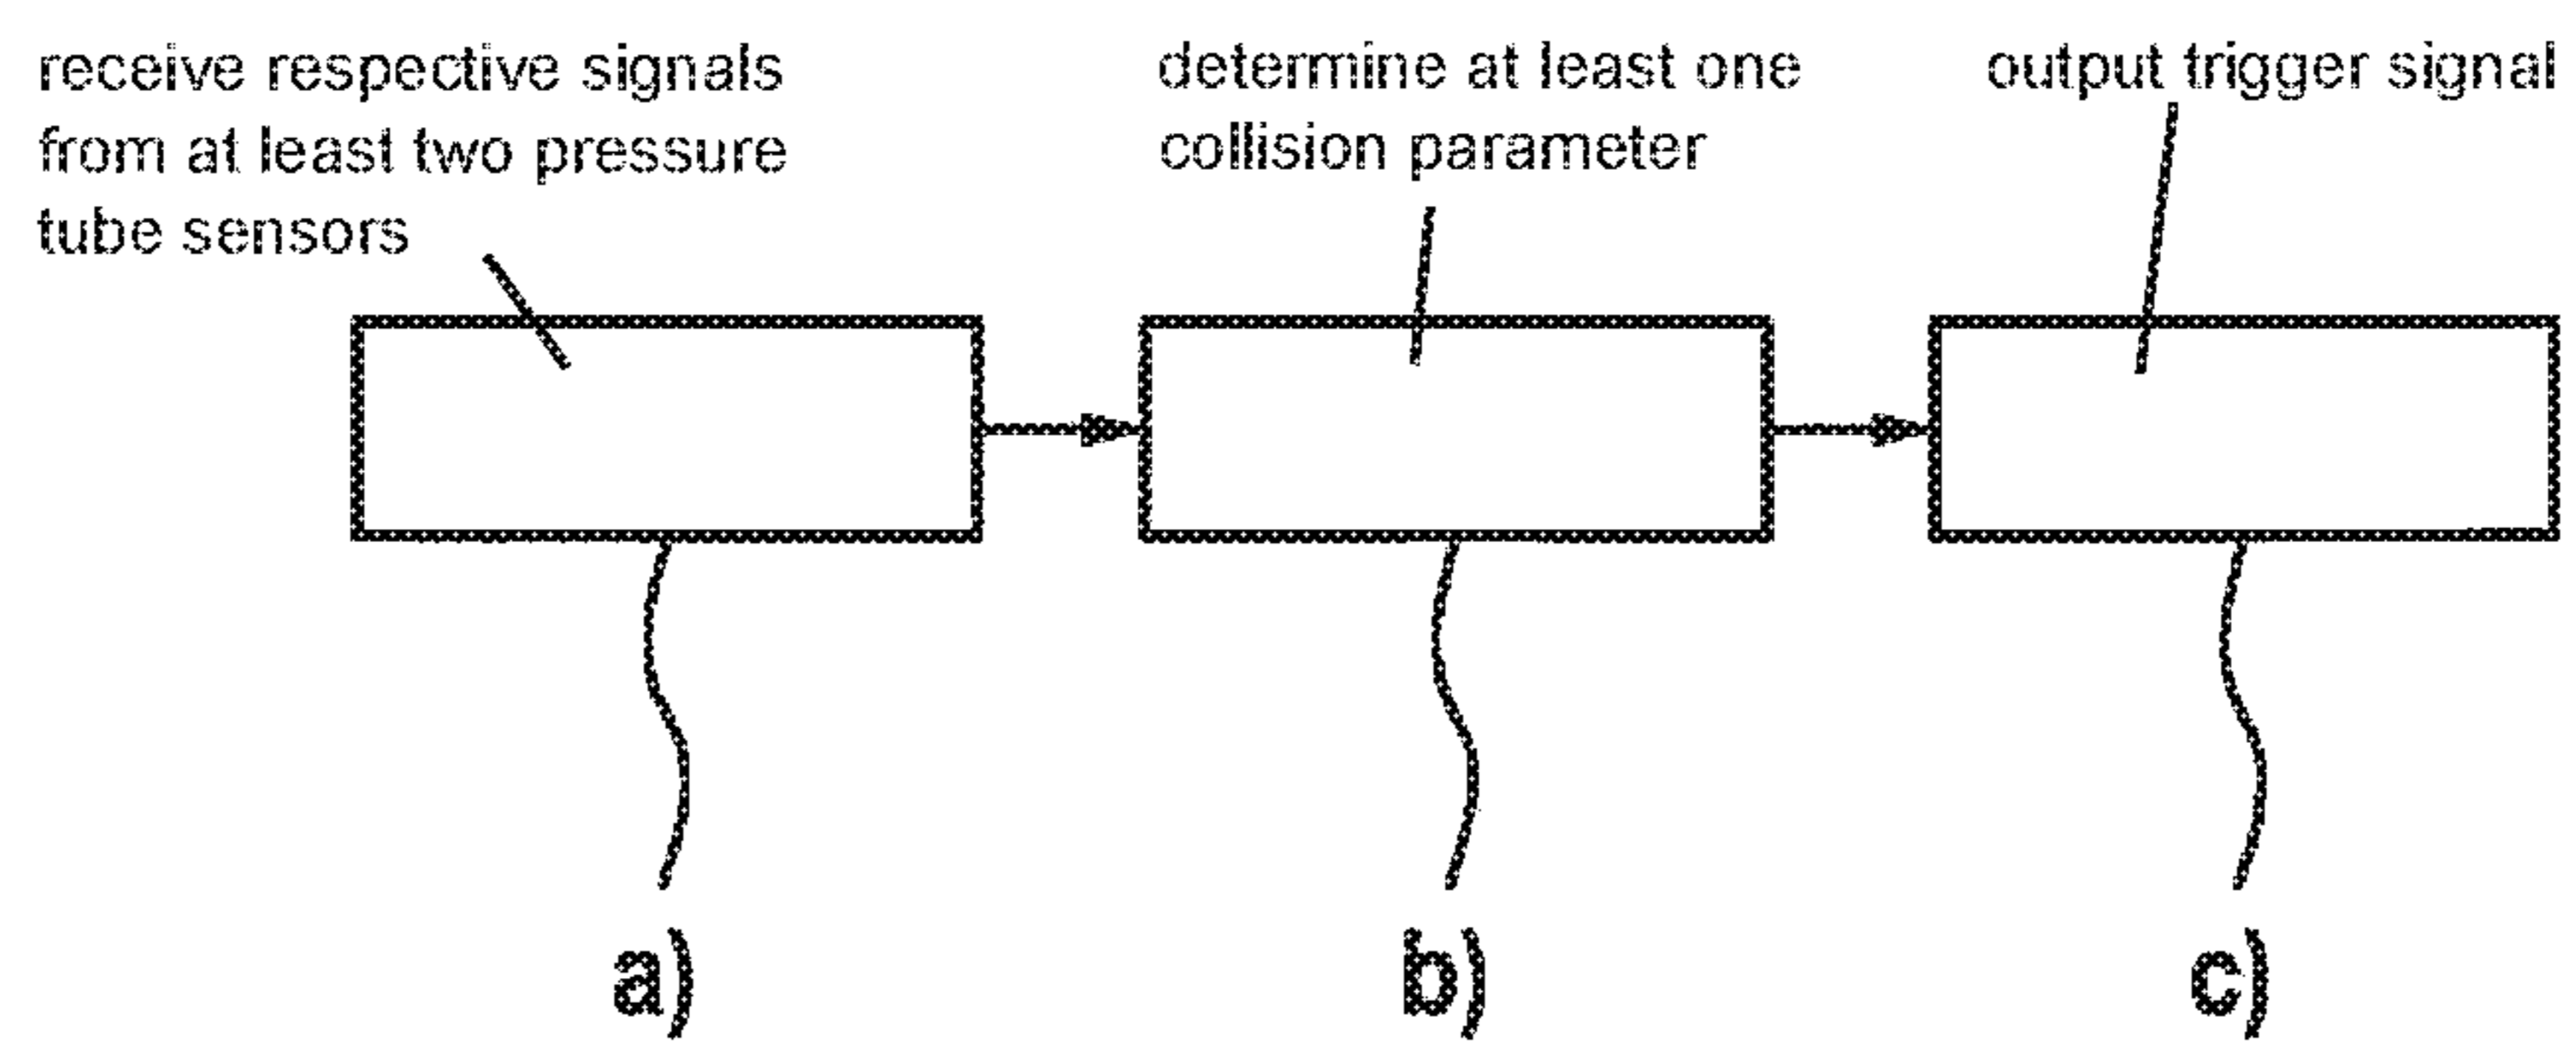 receive respective signals
from at least two pressure
tube sensors
determine at least one
collision parameter
output trigger signal
a)
b)
c)